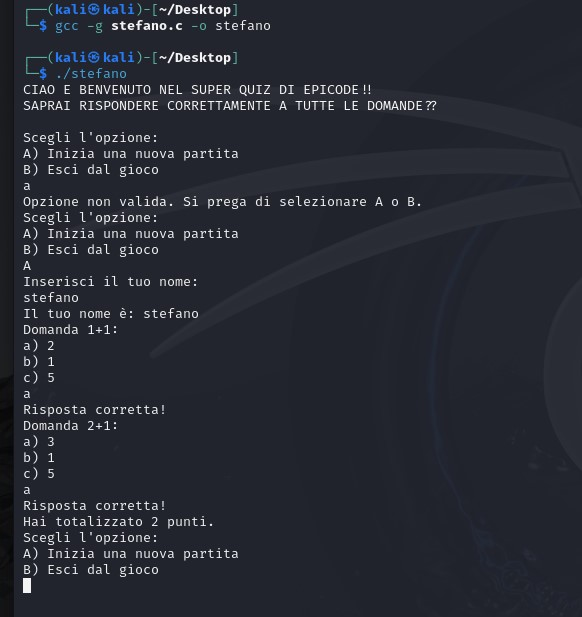 ┌──(kali㉿kali)-[~/Desktop]
└─$ gcc -g stefano.c -o stefano

┌──(kali㉿kali)-[~/Desktop]
└─$ ./stefano
CIAO E BENVENUTO NEL SUPER QUIZ DI EPICODE!!
SAPRAI RISPONDERE CORRETTAMENTE A TUTTE LE DOMANDE??

Scegli l'opzione:
A) Inizia una nuova partita
B) Esci dal gioco
a
Opzione non valida. Si prega di selezionare A o B.
Scegli l'opzione:
A) Inizia una nuova partita
B) Esci dal gioco
A
Inserisci il tuo nome:
stefano
Il tuo nome è: stefano
Domanda 1+1:
a) 2
b) 1
c) 5
a
Risposta corretta!
Domanda 2+1:
a) 3
b) 1
c) 5
a
Risposta corretta!
Hai totalizzato 2 punti.
Scegli l'opzione:
A) Inizia una nuova partita
B) Esci dal gioco